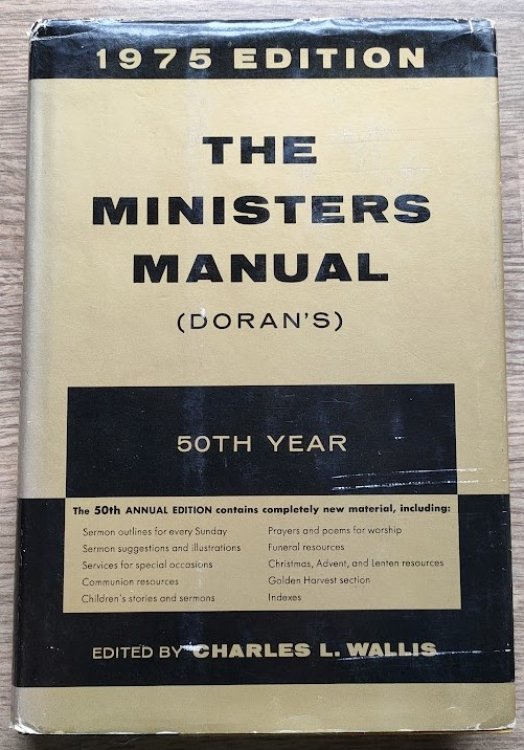 1975 EDITION
THE
MINISTERS
MANUAL
(DORAN'S)
50TH YEAR
The 50th ANNUAL EDITION contains completely new material, including:
Sermon outlines for every Sunday
Sermon suggestions and illustrations
Services for special occasions
Communion resources
Children's stories and sermons
Prayers and poems for worship
Funeral resources
Christmas, Advent, and Lenten resources
Golden Harvest section
Indexes
EDITED BY CHARLES L. WALLIS